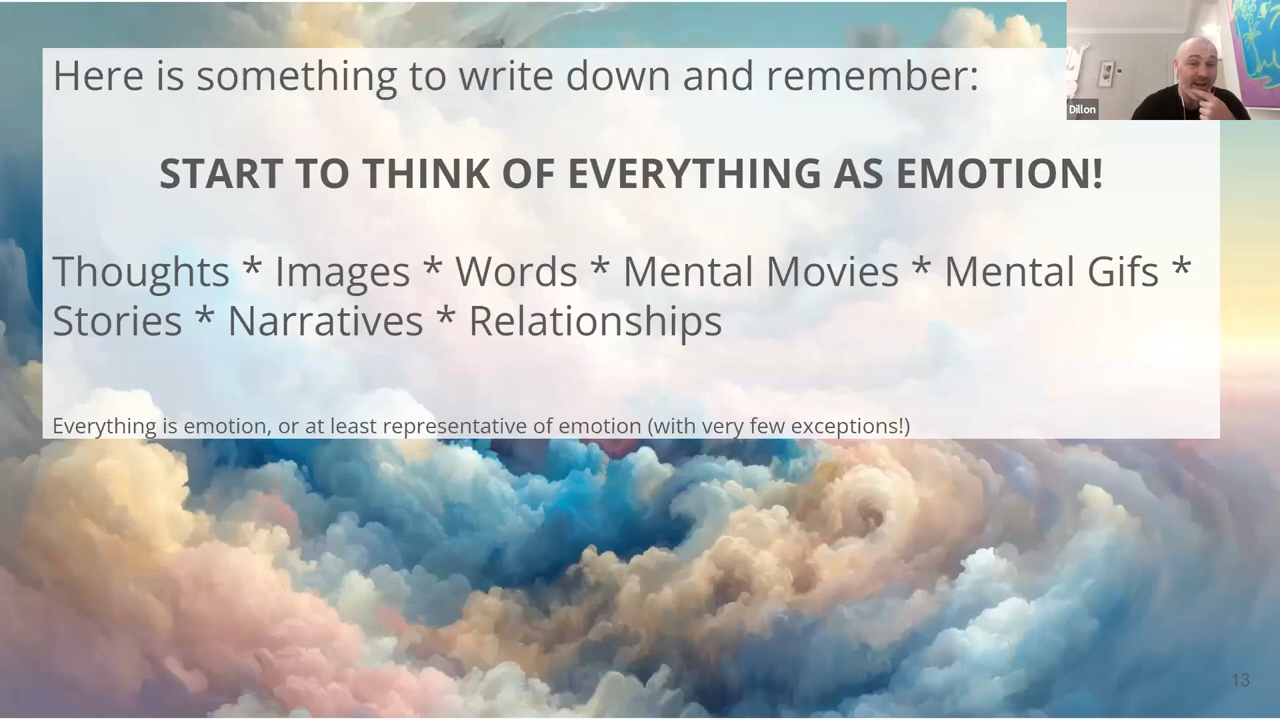 Here is something to write down and remember:
START TO THINK OF EVERYTHING AS EMOTION!
Thoughts * Images * Words * Mental Movies * Mental Gifs *
Stories * Narratives * Relationships
Everything is emotion, or at least representative of emotion (with very few exceptions!)
Dillon
13